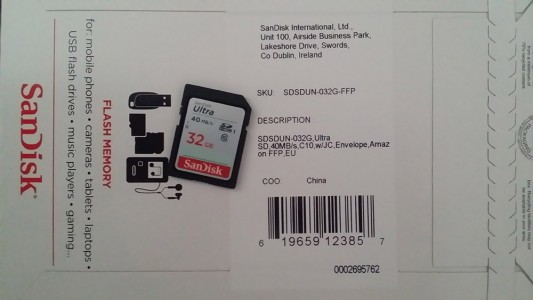 SanDisk International, Ltd.,
Unit 100, Airside Business Park,
Lakeshore Drive, Swords,
Co Dublin, Ireland
SKU: SDSDUN-032G-FFP
DESCRIPTION
SDSDUN-032G,Ultra
SD,40MB/s,C10,w/JC,Envelope,Amaz
on FFP,EU
COO China
6 19659 12385 7
0002695762
SanDisk
Ultra
40 MB/s
32 GB
SanDisk
FLASH MEMORY
for: mobile phones • cameras • tablets • laptops •
USB flash drives • music players • gaming...
SanDisk®